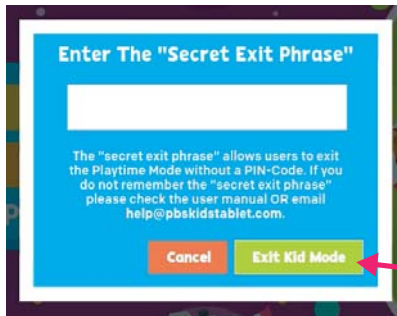 Enter The "Secret Exit Phrase"
The "secret exit phrase" allows users to exit
the Playtime Mode without a PIN-Code. If you
do not remember the "secret exit phrase"
please check the user manual OR email
help@pbskidstablet.com.
Cancel Exit Kid Mode